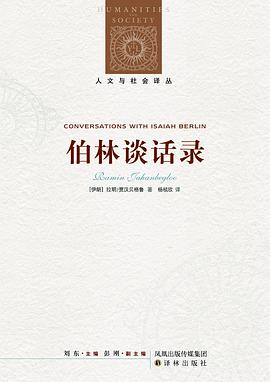 HUMANITIES
AND
SOCIETY
人文与社会译丛
CONVERSATIONS WITH ISAIAH BERLIN
伯林谈话录
Ramin Jahanbegloo
[伊朗] 拉明·贾汉贝格鲁 著 杨祯钦 译
刘东·主编 彭刚·副主编
凤凰出版传媒集团
译林出版社